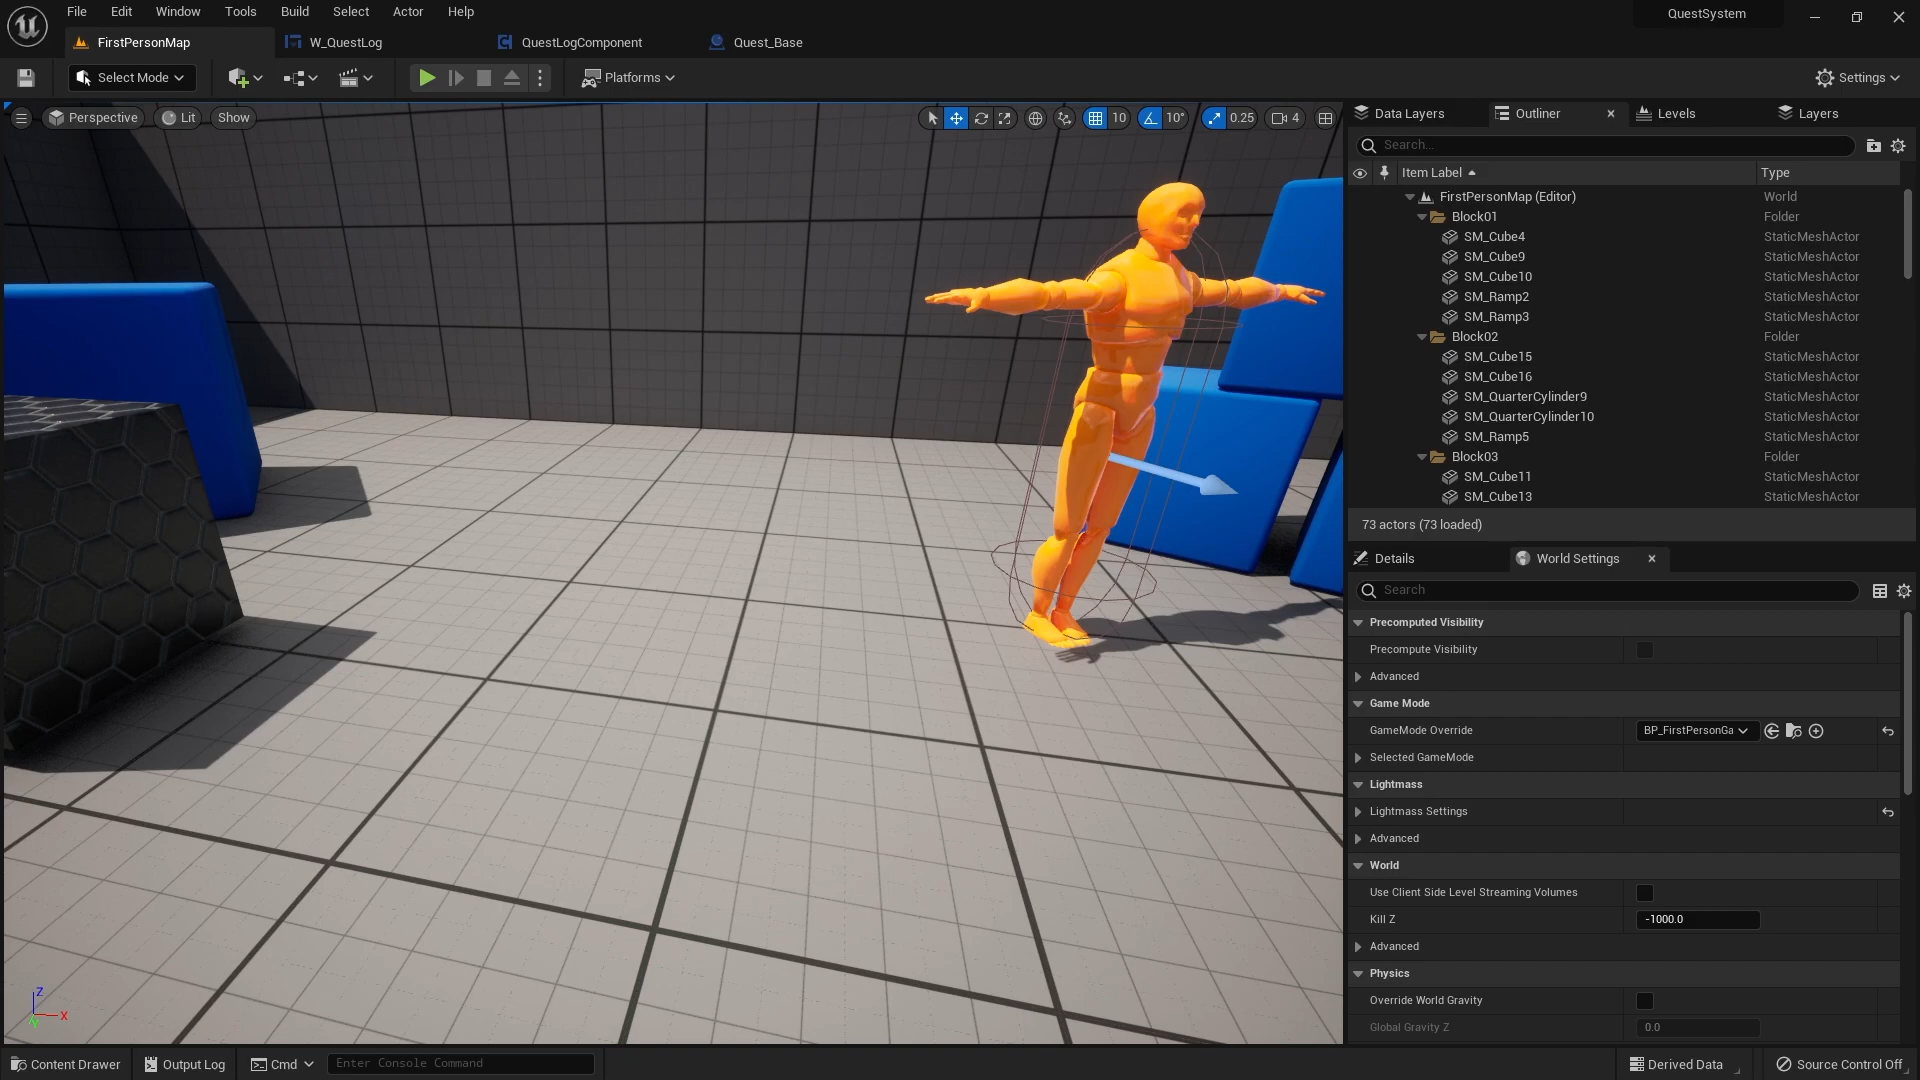 File Edit Window Tools Build Select Actor Help
QuestSystem
FirstPersonMap
W_QuestLog
QuestLogComponent
Quest_Base
Select Mode
Platforms
Settings
Perspective
Lit
Show
10
10°
0.25
4
Data Layers
Outliner
Levels
Layers
Search...
Item Label
Type
FirstPersonMap (Editor) World
Block01 Folder
SM_Cube4 StaticMeshActor
SM_Cube9 StaticMeshActor
SM_Cube10 StaticMeshActor
SM_Ramp2 StaticMeshActor
SM_Ramp3 StaticMeshActor
Block02 Folder
SM_Cube15 StaticMeshActor
SM_Cube16 StaticMeshActor
SM_QuarterCylinder9 StaticMeshActor
SM_QuarterCylinder10 StaticMeshActor
SM_Ramp5 StaticMeshActor
Block03 Folder
SM_Cube11 StaticMeshActor
SM_Cube13 StaticMeshActor
73 actors (73 loaded)
Details
World Settings
Search
Precomputed Visibility
Precompute Visibility
Advanced
Game Mode
GameMode Override BP_FirstPersonGa
Selected GameMode
Lightmass
Lightmass Settings
Advanced
World
Use Client Side Level Streaming Volumes
Kill Z -1000.0
Advanced
Physics
Override World Gravity
Global Gravity Z 0.0
Z
X
Y
Content Drawer
Output Log
Cmd
Enter Console Command
Derived Data
Source Control Off